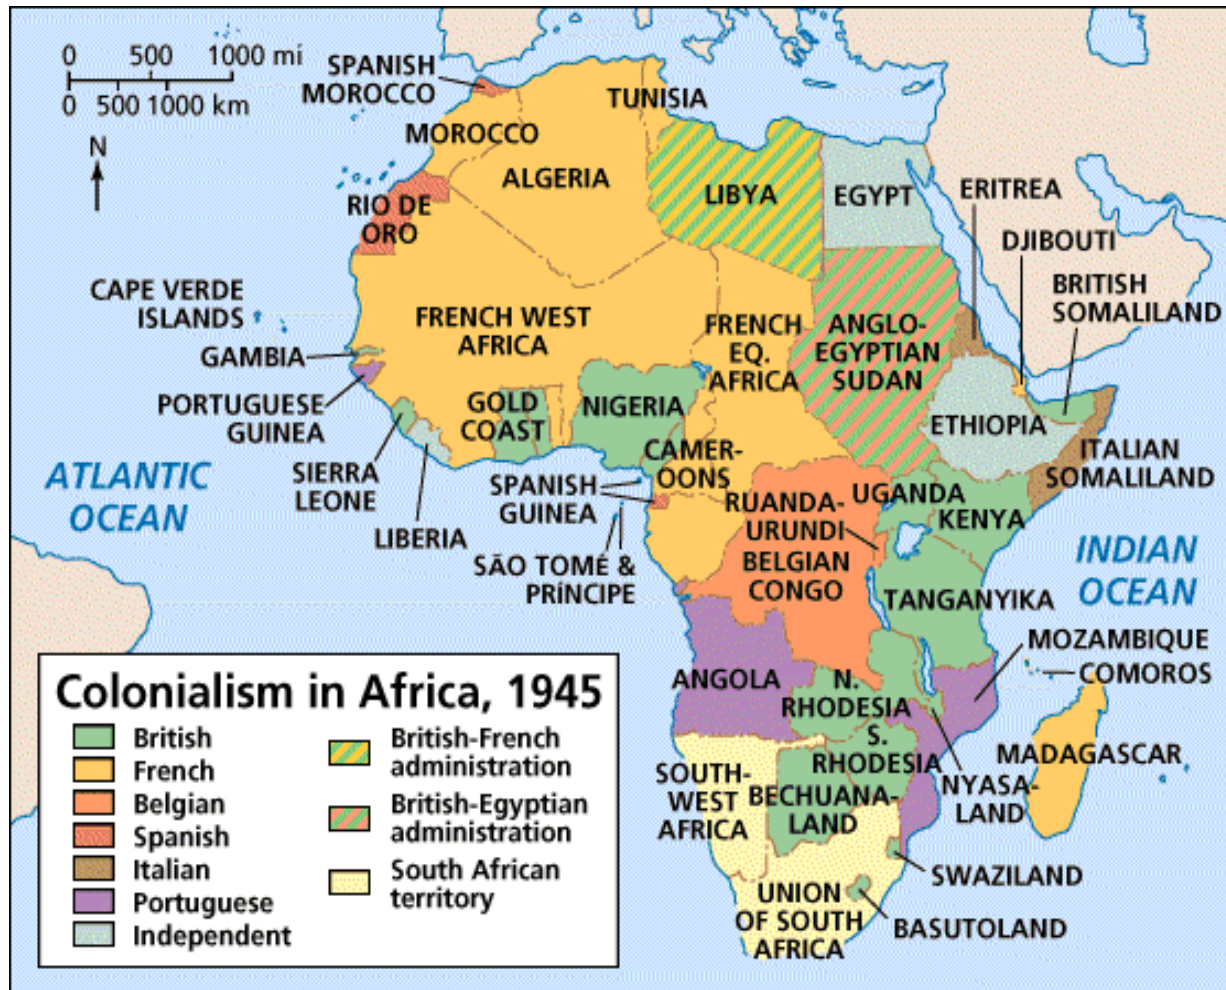 0 500 1000 mi
0 500 1000 km
N
SPANISH
MOROCCO
TUNISIA
MOROCCO
ALGERIA
LIBYA
EGYPT
ERITREA
RIO DE
ORO
DJIBOUTI
BRITISH
SOMALILAND
CAPE VERDE
ISLANDS
GAMBIA
FRENCH WEST
AFRICA
FRENCH
EQ.
AFRICA
ANGLO-
EGYPTIAN
SUDAN
PORTUGUESE
GUINEA
GOLD
COAST
NIGERIA
ETHIOPIA
ITALIAN
SOMALILAND
SIERRA
LEONE
LIBERIA
CAMER-
OONS
ATLANTIC
OCEAN
SPANISH
GUINEA
RUANDA-
URUNDI
UGANDA
KENYA
SÃO TOMÉ &
PRÍNCIPE
BELGIAN
CONGO
INDIAN
OCEAN
TANGANYIKA
MOZAMBIQUE
COMOROS
ANGOLA
N.
RHODESIA
S.
RHODESIA
NYASA-
LAND
MADAGASCAR
SOUTH-
WEST
AFRICA
BECHUANA-
LAND
SWAZILAND
UNION
OF SOUTH
AFRICA
BASUTOLAND
Colonialism in Africa, 1945
British
French
Belgian
Spanish
Italian
Portuguese
Independent
British-French
administration
British-Egyptian
administration
South African
territory